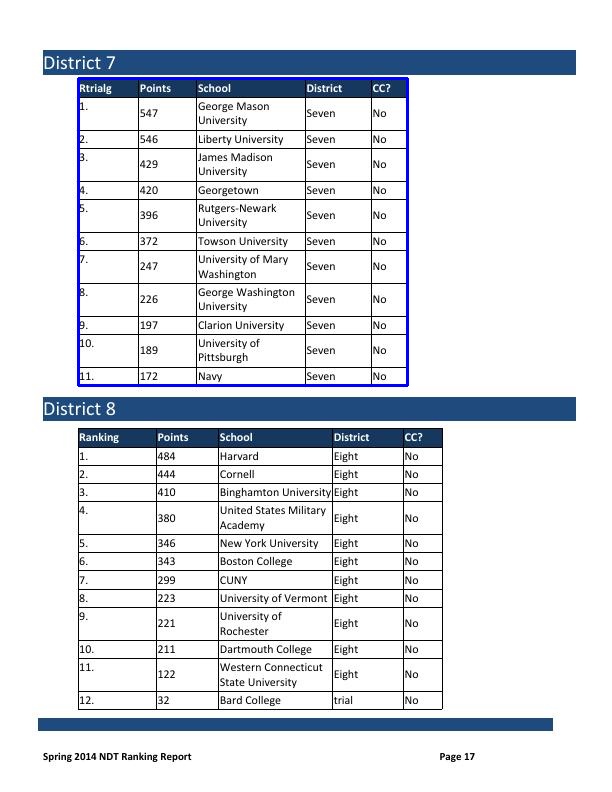 District 7
Rtrialg Points School District CC?
1. 547 George Mason
University Seven No
2. 546 Liberty University Seven No
3. 429 James Madison
University Seven No
4. 420 Georgetown Seven No
5. 396 Rutgers-Newark
University Seven No
6. 372 Towson University Seven No
7. 247 University of Mary
Washington Seven No
8. 226 George Washington
University Seven No
9. 197 Clarion University Seven No
10. 189 University of
Pittsburgh Seven No
11. 172 Navy Seven No
District 8
Ranking Points School District CC?
1. 484 Harvard Eight No
2. 444 Cornell Eight No
3. 410 Binghamton University Eight No
4. 380 United States Military
Academy Eight No
5. 346 New York University Eight No
6. 343 Boston College Eight No
7. 299 CUNY Eight No
8. 223 University of Vermont Eight No
9. 221 University of
Rochester Eight No
10. 211 Dartmouth College Eight No
11. 122 Western Connecticut
State University Eight No
12. 32 Bard College trial No
Spring 2014 NDT Ranking Report Page 17